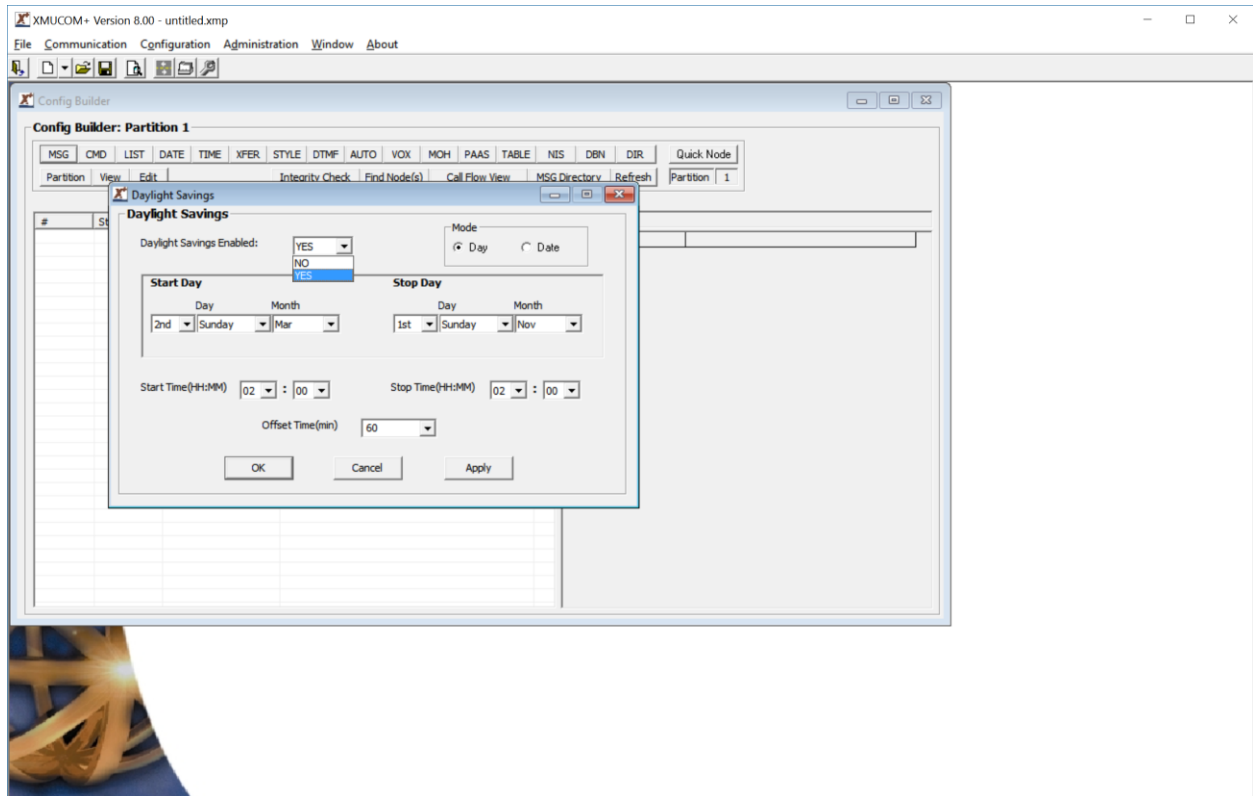 XMUCOM+ Version 8.00 - untitled.xmp
File Communication Configuration Administration Window About
Config Builder
Config Builder: Partition 1
MSG CMD LIST DATE TIME XFER STYLE DTMF AUTO VOX MOH PAAS TABLE NIS DBN DIR Quick Node
Partition View Edit Integrity Check Find Node(s) Call Flow View MSG Directory Refresh Partition 1
Daylight Savings
# St
Daylight Savings
Mode
Daylight Savings Enabled: YES Day Date
NO
YES
Start Day Stop Day
Day Month Day Month
2nd Sunday Mar 1st Sunday Nov
Start Time(HH:MM) 02 : 00 Stop Time(HH:MM) 02 : 00
Offset Time(min) 60
OK Cancel Apply